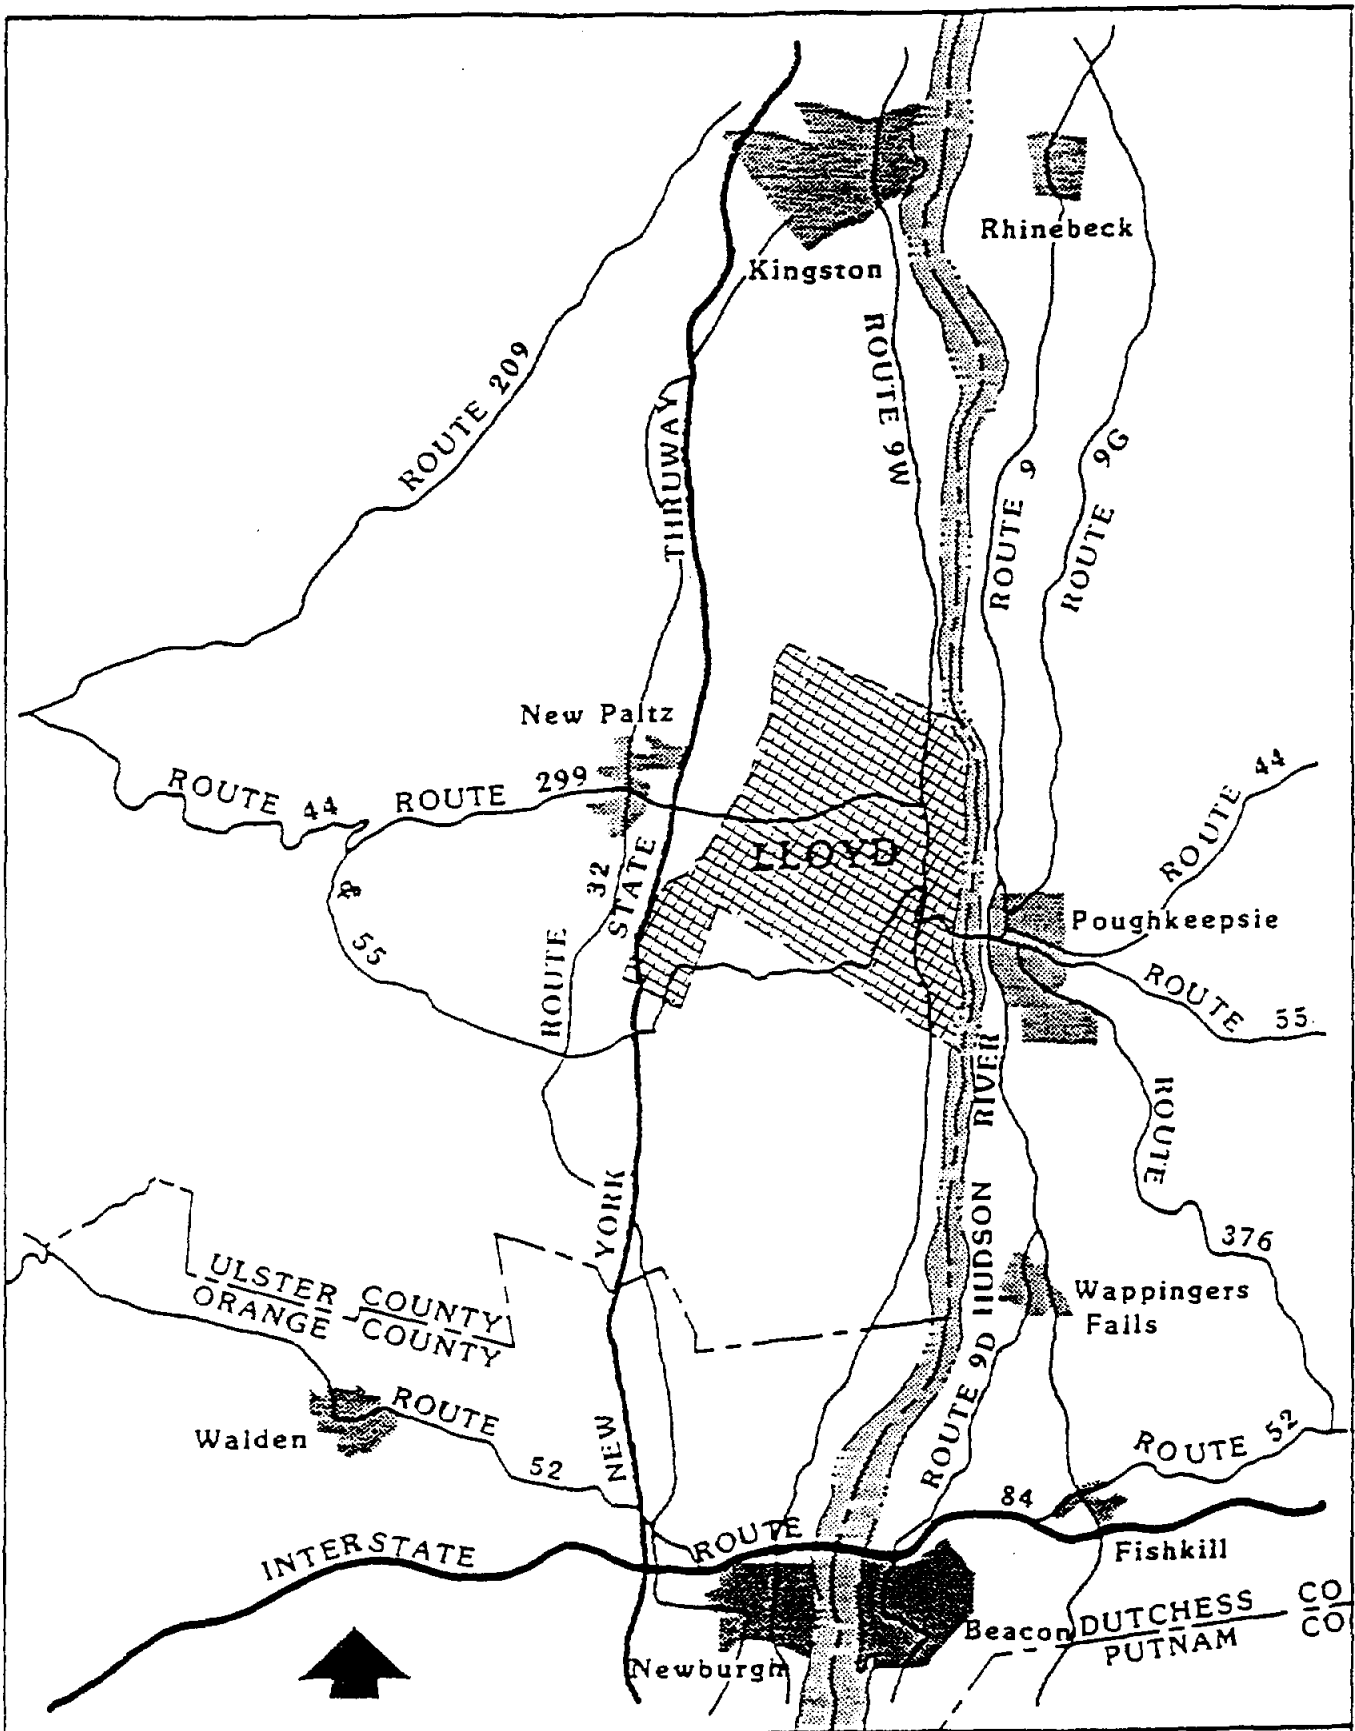 Rhinebeck
Kingston
ROUTE 209
ROUTE 9W
THRUWAY
ROUTE 9
ROUTE 9G
New Paltz
ROUTE 44
ROUTE 299
ROUTE 44
LLOYD
32
STATE
&
55
Poughkeepsie
ROUTE
ROUTE 55
RIVER
ROUTE
YORK
HUDSON
376
ULSTER COUNTY
ORANGE COUNTY
Wappingers
Falls
ROUTE 9D
ROUTE
52
Walden
NEW
ROUTE 52
84
INTERSTATE
ROUTE
Fishkill
Beacon
DUTCHESS CO
PUTNAM CO
Newburgh